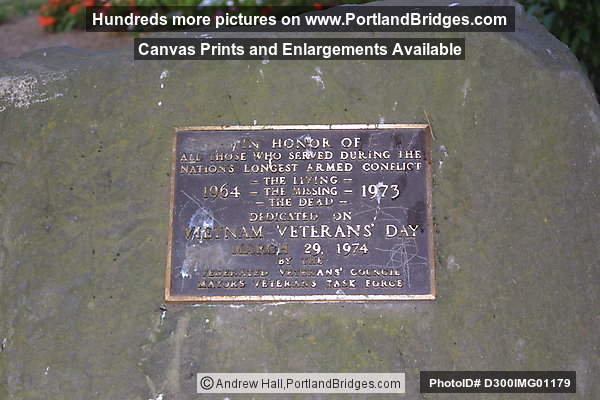 Hundreds more pictures on www.PortlandBridges.com
Canvas Prints and Enlargements Available
IN HONOR OF
ALL THOSE WHO SERVED DURING THE
NATION'S LONGEST ARMED CONFLICT
- THE LIVING -
1964 - THE MISSING - 1973
- THE DEAD -
DEDICATED ON
VIETNAM VETERANS' DAY
MARCH 29, 1974
BY THE
FEDERATED VETERANS' COUNCIL
MAYORS VETERANS TASK FORCE
©Andrew Hall,PortlandBridges.com
PhotoID# D300IMG01179